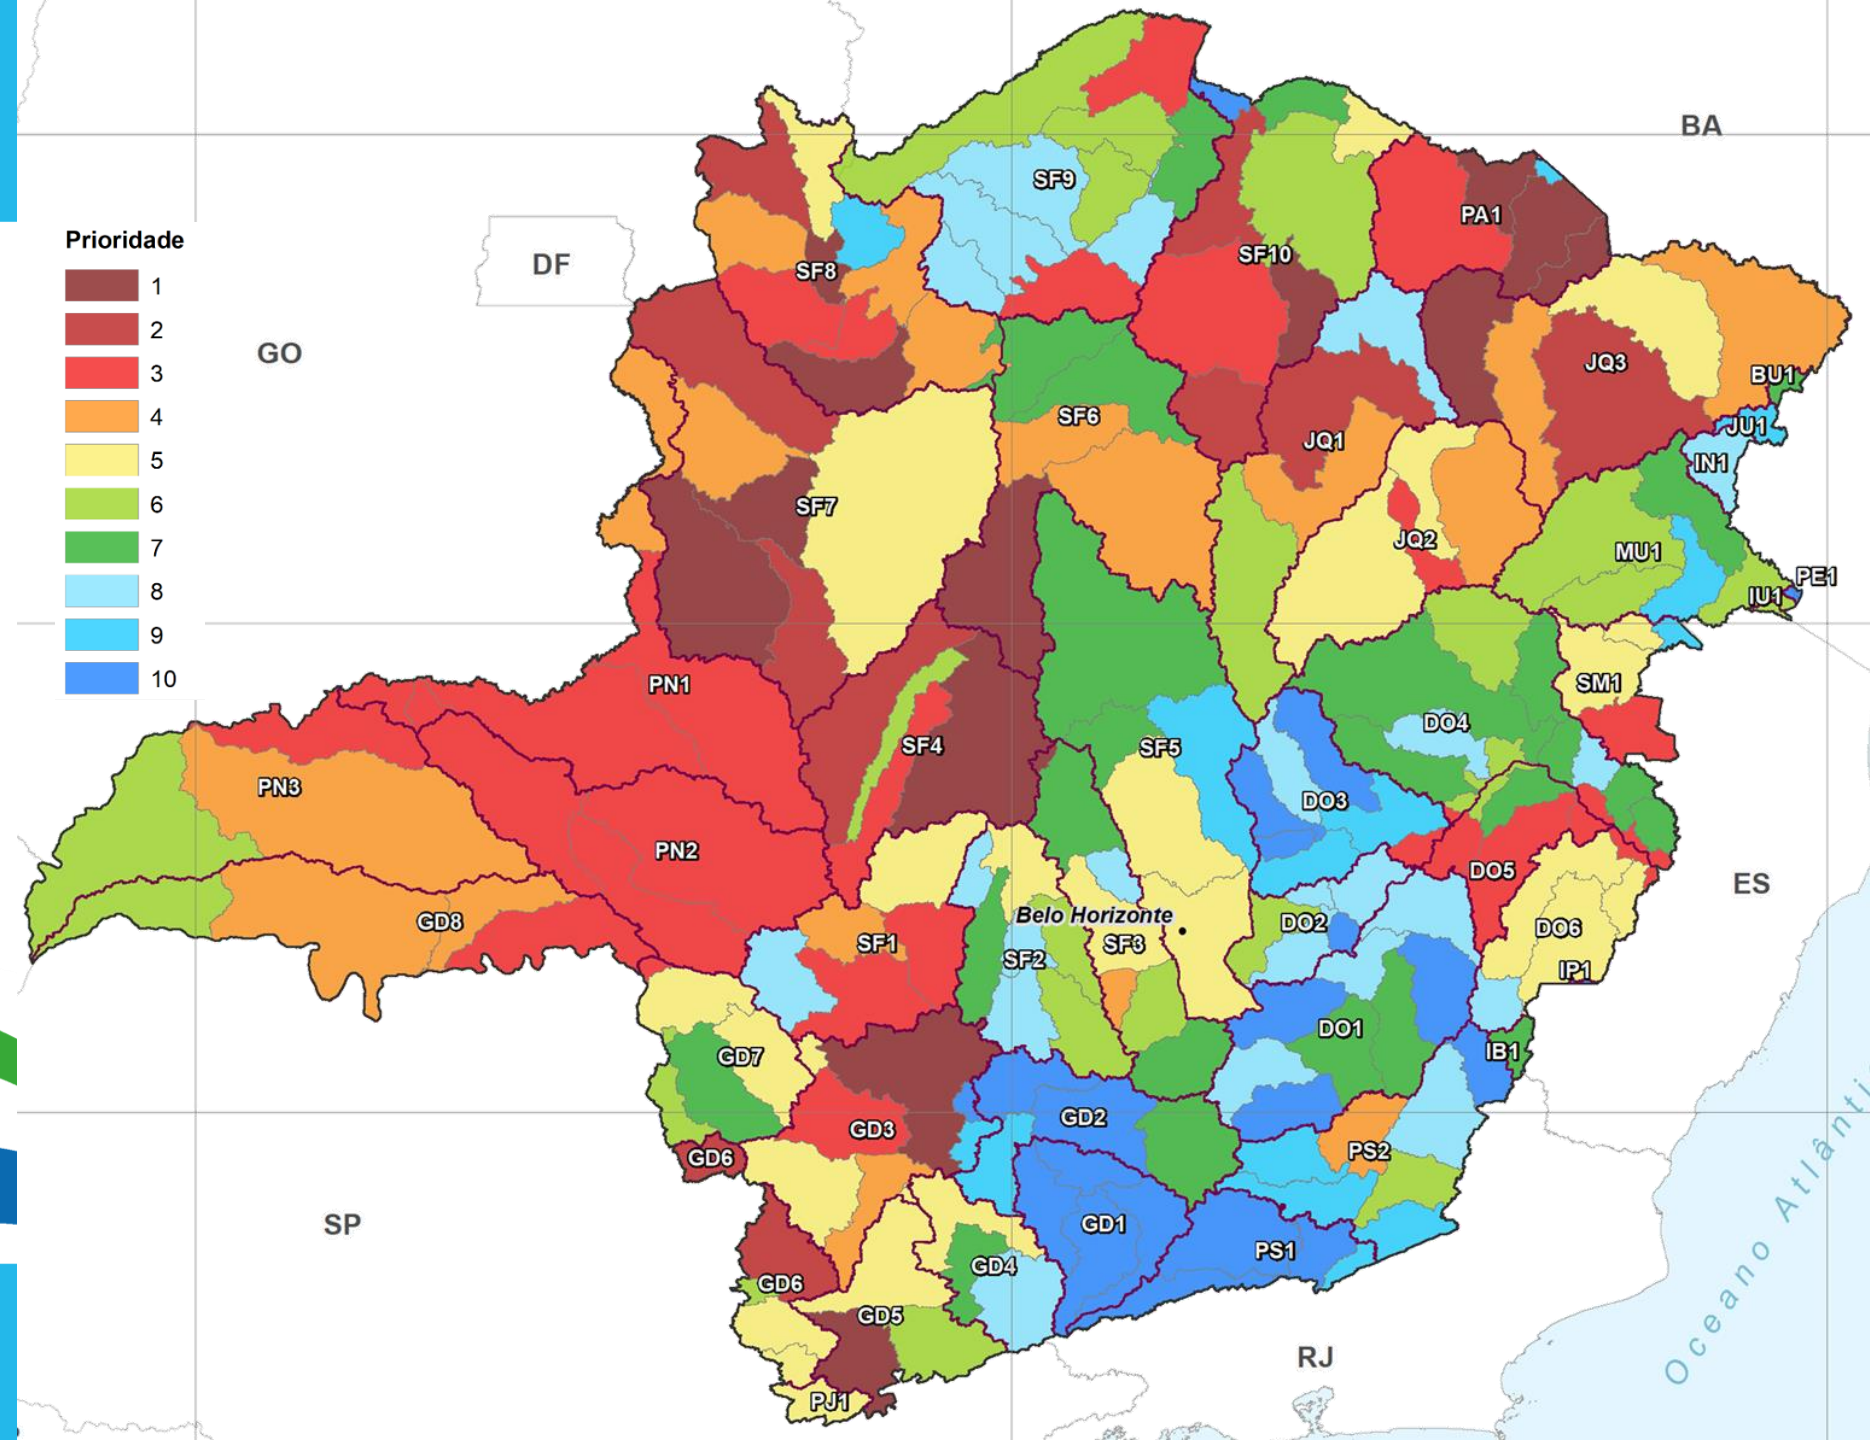 BA
SF9
PA1
Prioridade
SF10
DF
SF8
1
2
GO
JQ3
3
BU1
4
SF6
JU1
JQ1
5
IN1
6
SF7
JQ2
7
MU1
PE1
8
IU1
9
10
PN1
SM1
DO4
SF4
SF5
PN3
DO3
PN2
DO5
ES
Belo Horizonte
GD8
DO2
DO6
SF1
SF3
SF2
IP1
DO1
GD7
IB1
GD2
GD3
PS2
GD6
SP
GD1
PS1
GD4
GD6
GD5
RJ
PJ1
Oceano Atlânti